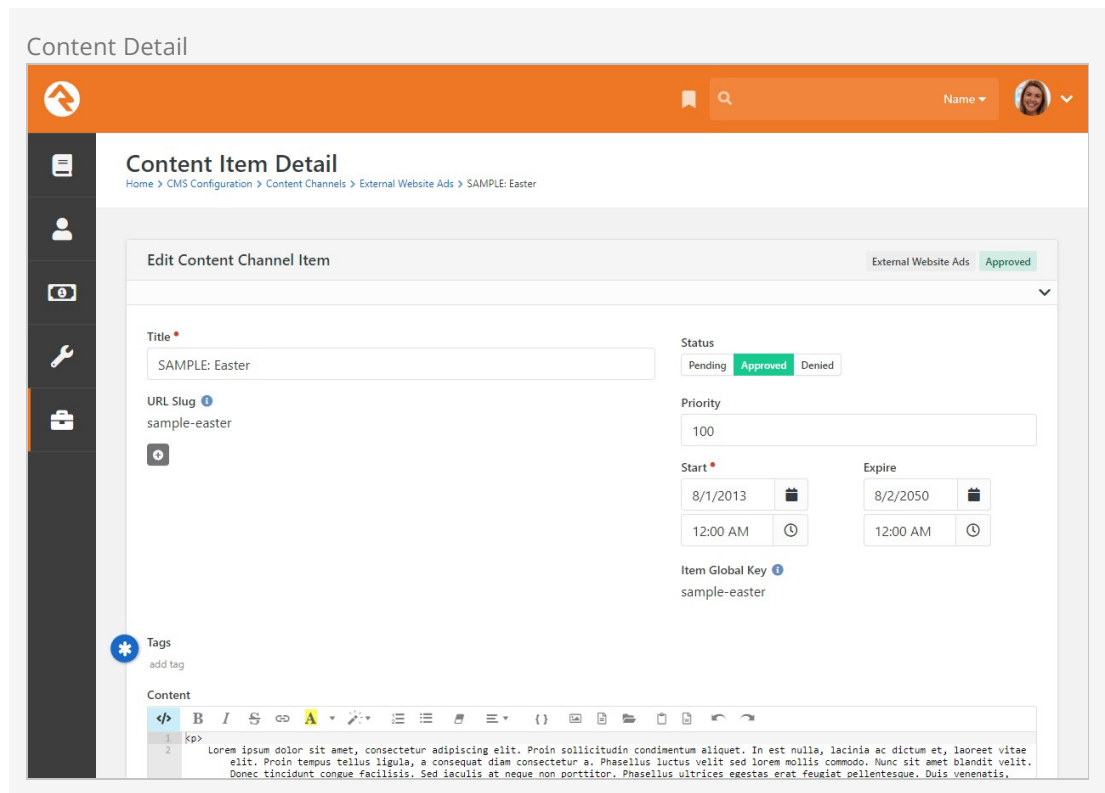 Content Detail
Name
Content Item Detail
Home > CMS Configuration > Content Channels > External Website Ads > SAMPLE: Easter
Edit Content Channel Item
External Website Ads Approved
Title
SAMPLE: Easter
URL Slug
sample-easter
Status
Pending Approved Denied
Priority
100
Start Expire
8/1/2013 8/2/2050
12:00 AM 12:00 AM
Item Global Key
sample-easter
Tags
add tag
Content
</> B I S A { }
1 <p>
2 Lorem ipsum dolor sit amet, consectetur adipiscing elit. Proin sollicitudin condimentum aliquet. In est nulla, lacinia ac dictum et, laoreet vitae
elit. Proin tempus tellus ligula, a consequat diam consectetur a. Phasellus luctus velit sed lorem mollis commodo. Nunc sit amet blandit velit.
Donec tincidunt congue facilisis. Sed iaculis at neque non porttitor. Phasellus ultrices egestas erat feugiat pellentesque. Duis venenatis,